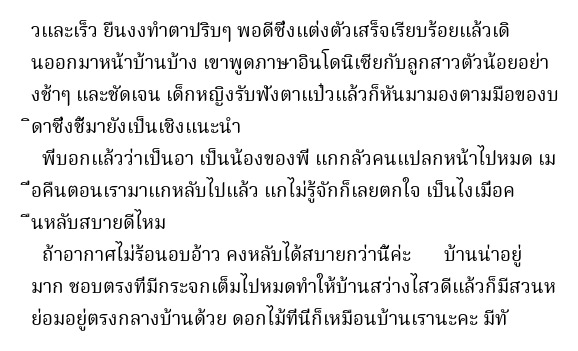 วและเร็ว ยืนงงทำตาปริบๆ พอดีซึ่งแต่งตัวเสร็จเรียบร้อยแล้วเดิ
นออกมาหน้าบ้านบ้าง เขาพูดภาษาอินโดนิเซียกับลูกสาวตัวน้อยอย่า
งช้าๆ และชัดเจน เด็กหญิงรับฟังตาแป๋วแล้วก็หันมามองตามมือของบ
ิดาซึ่งชี้มายังเป็นเชิงแนะนำ
พี่บอกแล้วว่าเป็นอา เป็นน้องของพี่ แกกลัวคนแปลกหน้าไปหมด เม
ื่อคืนตอนเรามาแกหลับไปแล้ว แกไม่รู้จักก็เลยตกใจ เป็นไงเมื่อค
ืนหลับสบายดีไหม
ถ้าอากาศไม่ร้อนอบอ้าว คงหลับได้สบายกว่านี้ค่ะ บ้านน่าอยู่
มาก ชอบตรงที่มีกระจกเต็มไปหมดทำให้บ้านสว่างไสวดีแล้วก็มีสวนห
ย่อมอยู่ตรงกลางบ้านด้วย ดอกไม้ที่นี่ก็เหมือนบ้านเรานะคะ มีทั